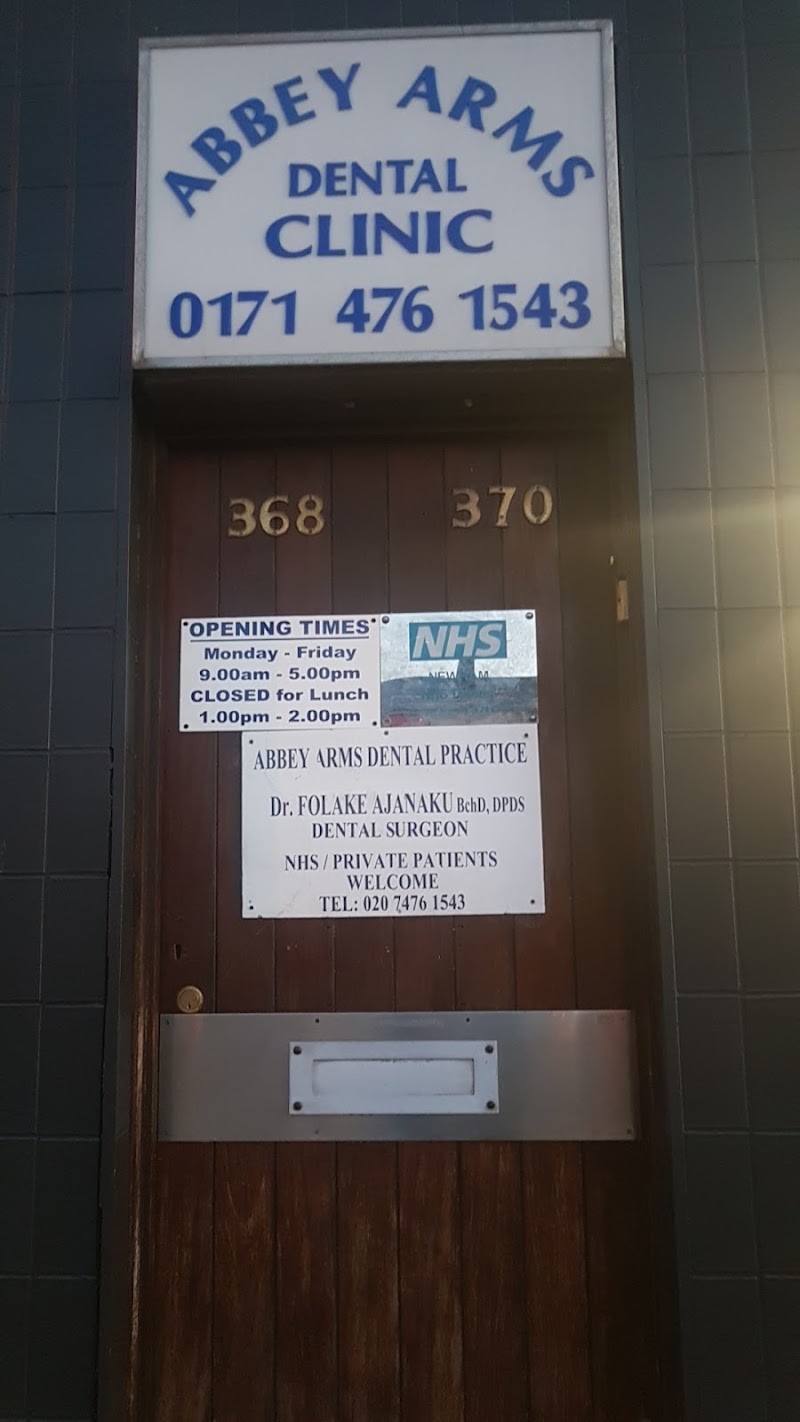 ABBEY ARMS
DENTAL
CLINIC
0171 476 1543
368 370
OPENING TIMES
Monday - Friday
9.00am - 5.00pm
CLOSED for Lunch
1.00pm - 2.00pm
NHS
ABBEY ARMS DENTAL PRACTICE
Dr. FOLAKE AJANAKU BchD, DPDS
DENTAL SURGEON
NHS / PRIVATE PATIENTS
WELCOME
TEL: 020 7476 1543